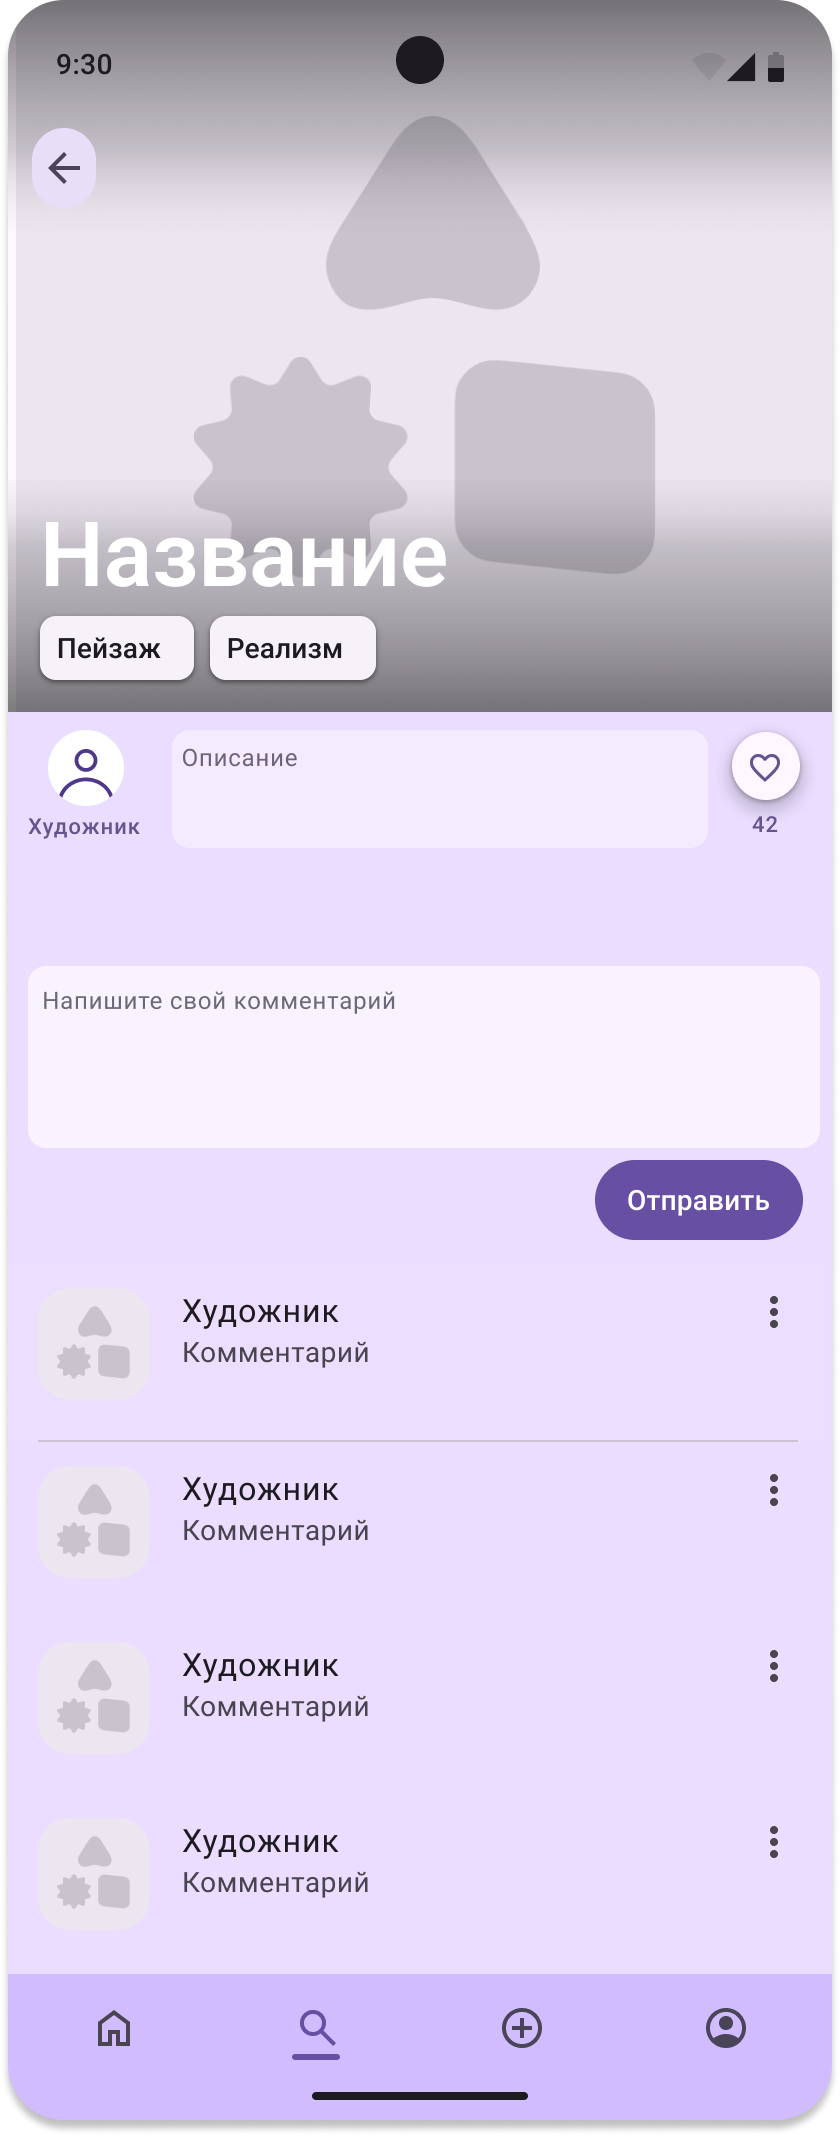 9:30
Название
Пейзаж Реализм
Описание
Художник
42
Напишите свой комментарий
Отправить
Художник
Комментарий
Художник
Комментарий
Художник
Комментарий
Художник
Комментарий